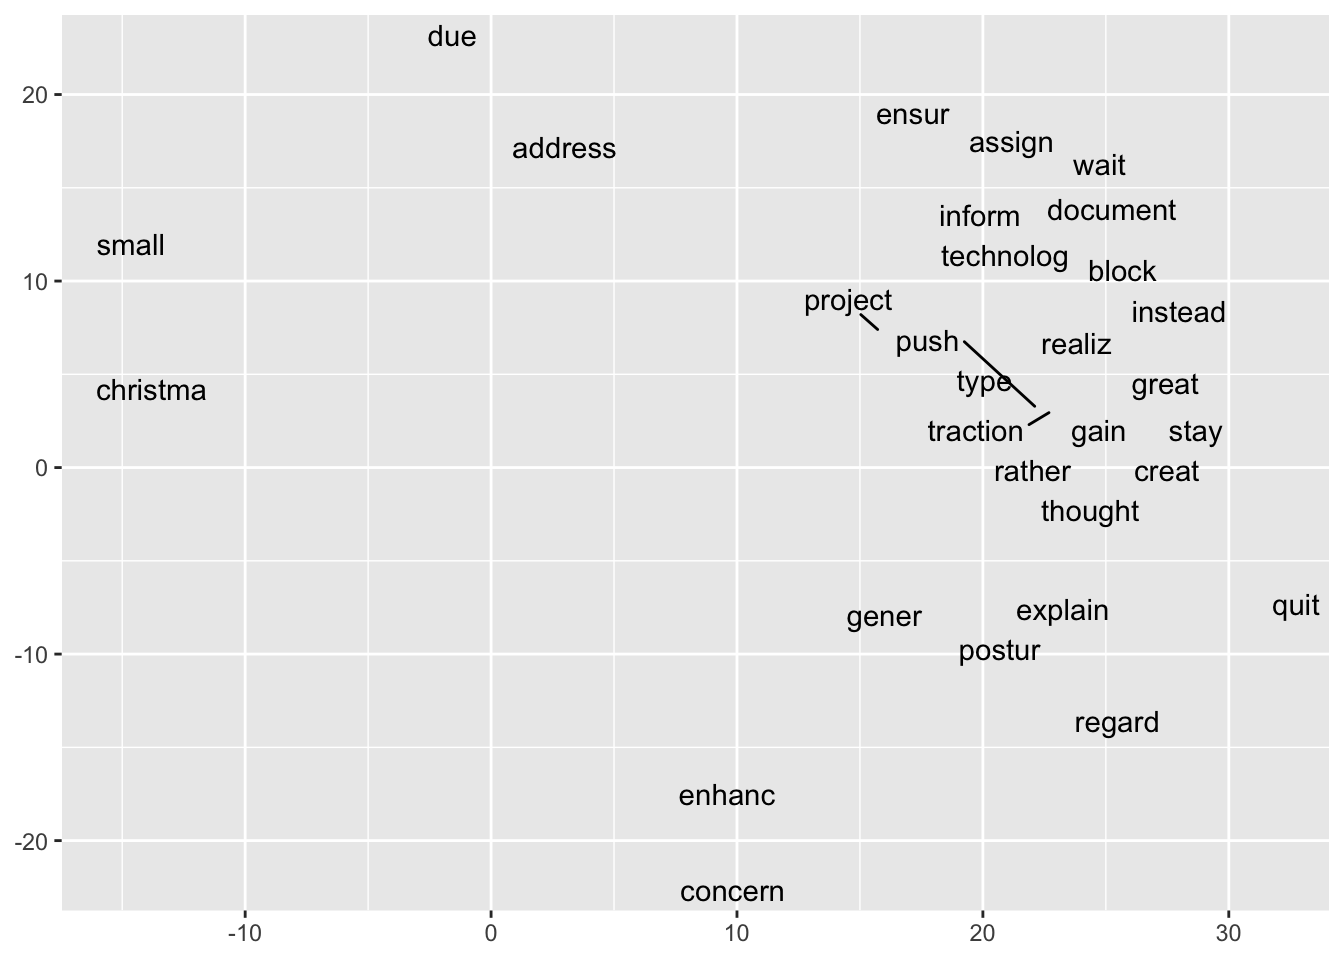 due
20
ensur
assign
address
wait
document
inform
small
technolog
block
10
project
instead
push
realiz
type
great
christma
traction
gain
stay
0
rather
creat
thought
quit
explain
gener
-10
postur
regard
enhanc
-20
concern
-10
0
10
20
30